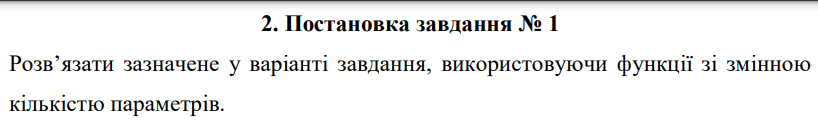 2. Постановка завдання № 1
Розв’язати зазначене у варіанті завдання, використовуючи функції зі змінною
кількістю параметрів.